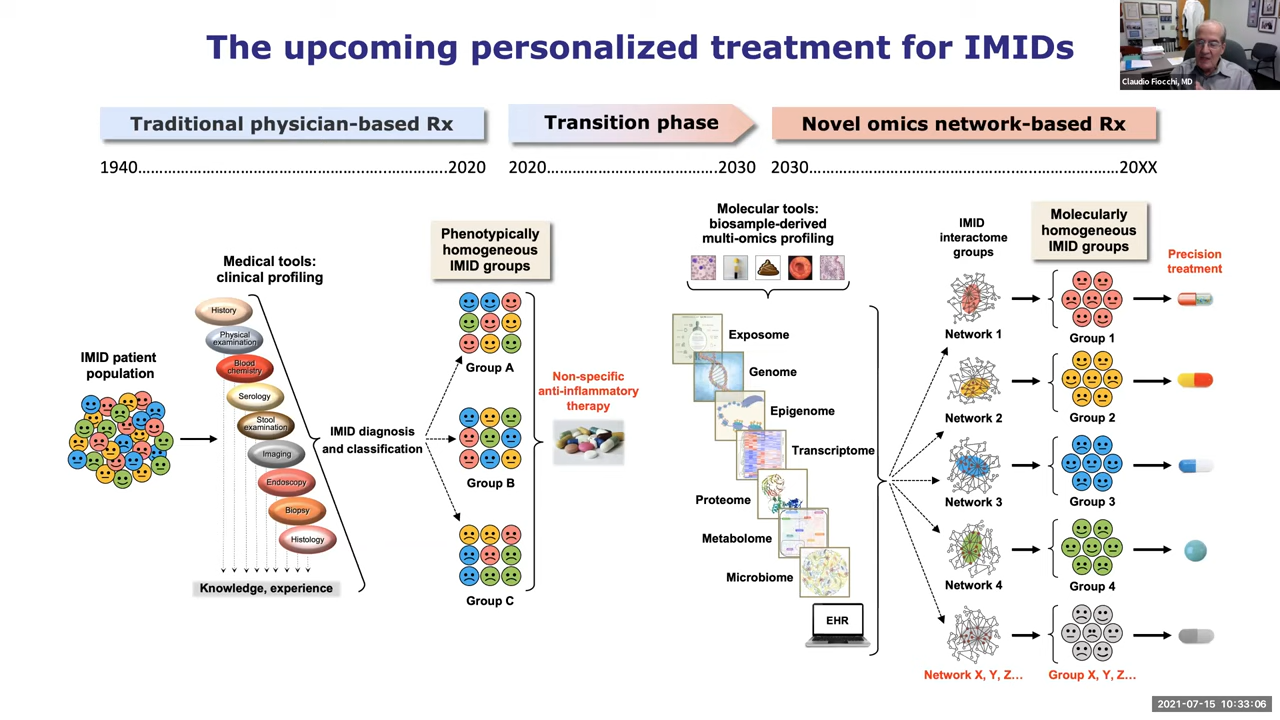 The upcoming personalized treatment for IMIDs
Claudio Fiocchi, MD
Traditional physician-based Rx
Transition phase
Novel omics network-based Rx
1940……………………………………………………2020
2020……………………………2030
2030……………………………………………………20XX
Medical tools:
clinical profiling
History
Physical
examination
Blood
chemistry
Serology
Stool
examination
Imaging
Endoscopy
Biopsy
Histology
Knowledge, experience
IMID patient
population
IMID diagnosis
and classification
Phenotypically
homogeneous
IMID groups
Group A
Group B
Group C
Non-specific
anti-inflammatory
therapy
Molecular tools:
biosample-derived
multi-omics profiling
Exposome
Genome
Epigenome
Transcriptome
Proteome
Metabolome
Microbiome
EHR
IMID
interactome
groups
Network 1
Network 2
Network 3
Network 4
Network X, Y, Z...
Molecularly
homogeneous
IMID groups
Group 1
Group 2
Group 3
Group 4
Group X, Y, Z...
Precision
treatment
2021-07-15 10:33:06